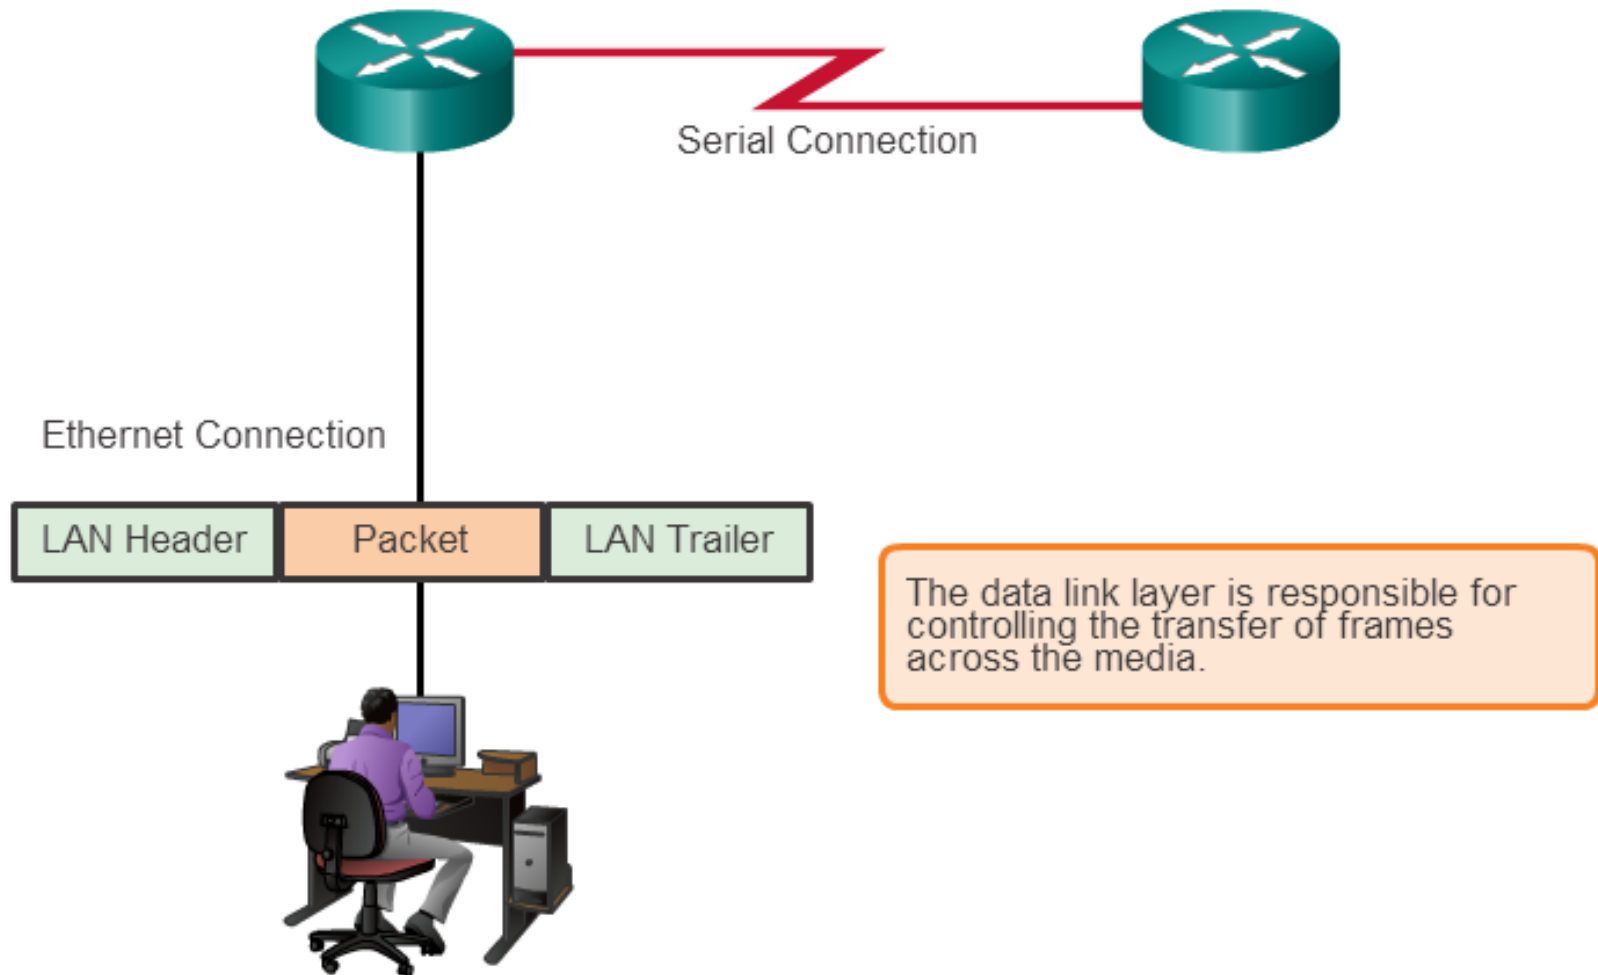 Serial Connection
Ethernet Connection
LAN Header
Packet
LAN Trailer
The data link layer is responsible for
controlling the transfer of frames
across the media.